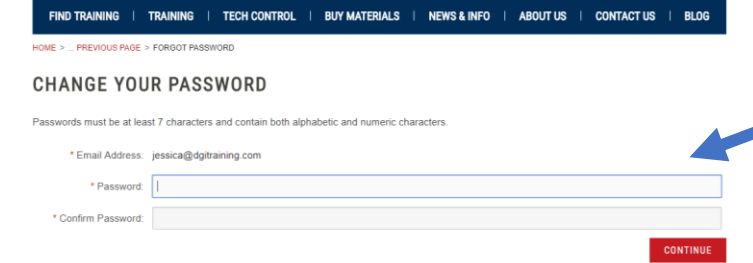 FIND TRAINING | TRAINING | TECH CONTROL | BUY MATERIALS | NEWS & INFO | ABOUT US | CONTACT US | BLOG
HOME > ... PREVIOUS PAGE > FORGOT PASSWORD
CHANGE YOUR PASSWORD
Passwords must be at least 7 characters and contain both alphabetic and numeric characters.
* Email Address: jessica@dgitraining.com
* Password:
* Confirm Password:
CONTINUE